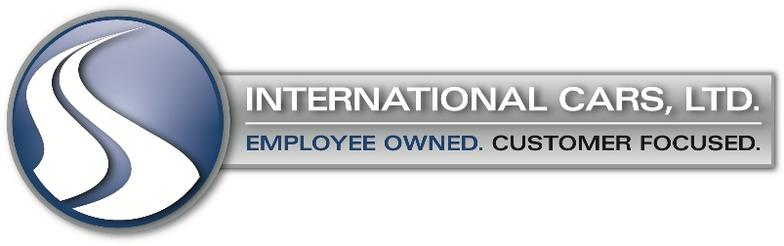 INTERNATIONAL CARS, LTD.
EMPLOYEE OWNED. CUSTOMER FOCUSED.